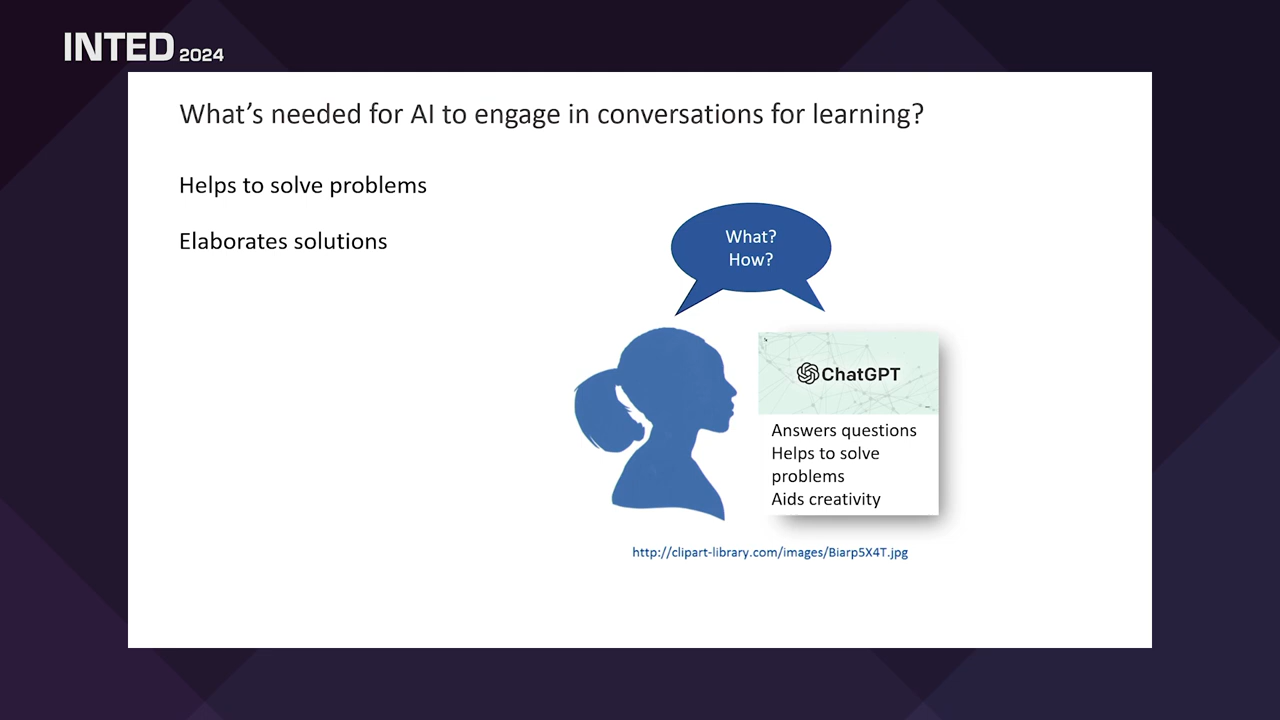 INTED 2024
What's needed for AI to engage in conversations for learning?
Helps to solve problems
Elaborates solutions
What?
How?
ChatGPT
Answers questions
Helps to solve
problems
Aids creativity
http://clipart-library.com/images/Biarp5X4T.jpg